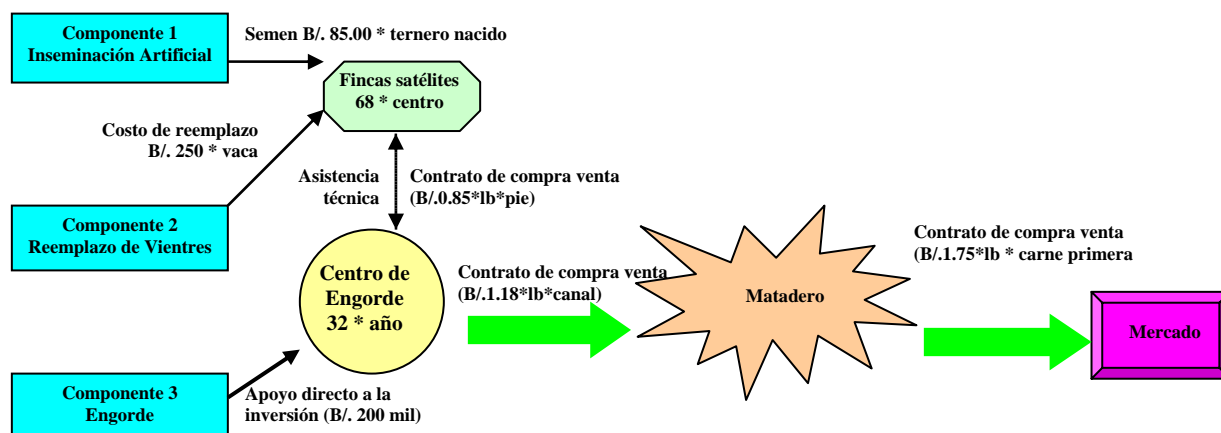 Componente 1
Inseminación Artificial
Semen B/. 85.00 * ternero nacido
Fincas satélites
68 * centro
Costo de reemplazo
B/. 250 * vaca
Asistencia
técnica
Contrato de compra venta
(B/.0.85*lb*pie)
Componente 2
Reemplazo de Vientres
Centro de
Engorde
32 * año
Contrato de compra venta
(B/.1.18*lb*canal)
Matadero
Contrato de compra venta
(B/.1.75*lb * carne primera
Mercado
Componente 3
Engorde
Apoyo directo a la
inversión (B/. 200 mil)